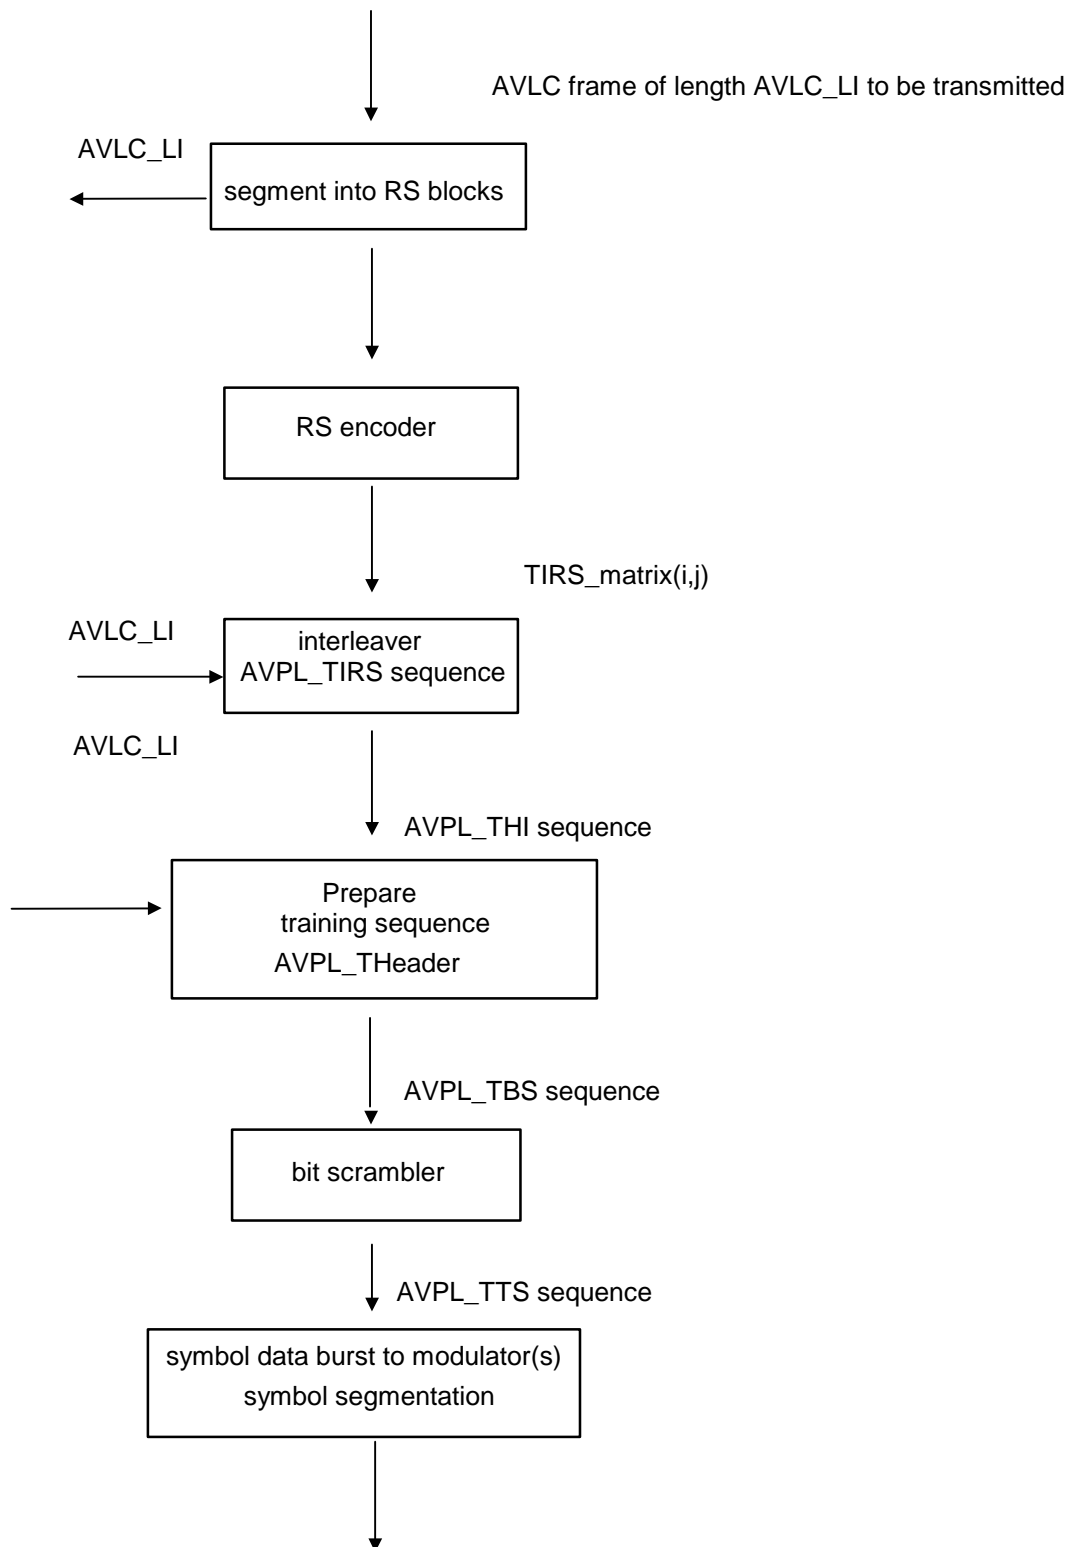 AVLC frame of length AVLC_LI to be transmitted
AVLC_LI
segment into RS blocks
RS encoder
TIRS_matrix(i,j)
AVLC_LI
interleaver
AVPL_TIRS sequence
AVLC_LI
AVPL_THI sequence
Prepare
training sequence
AVPL_THeader
AVPL_TBS sequence
bit scrambler
AVPL_TTS sequence
symbol data burst to modulator(s)
symbol segmentation